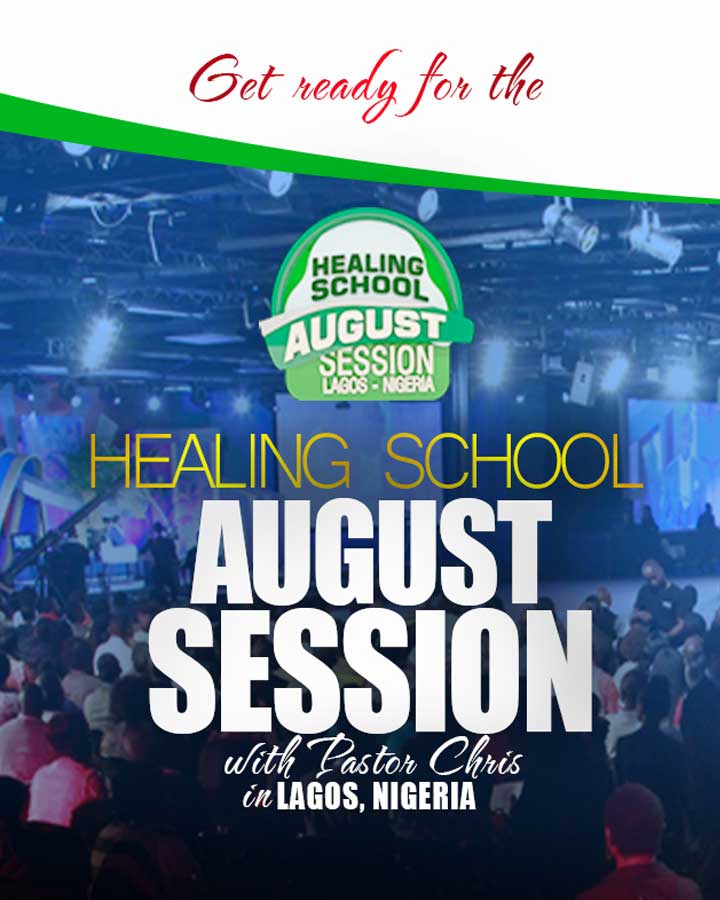 Get ready for the
HEALING
SCHOOL
AUGUST
SESSION
LAGOS - NIGERIA
HEALING SCHOOL
AUGUST
SESSION
with Pastor Chris
in LAGOS, NIGERIA